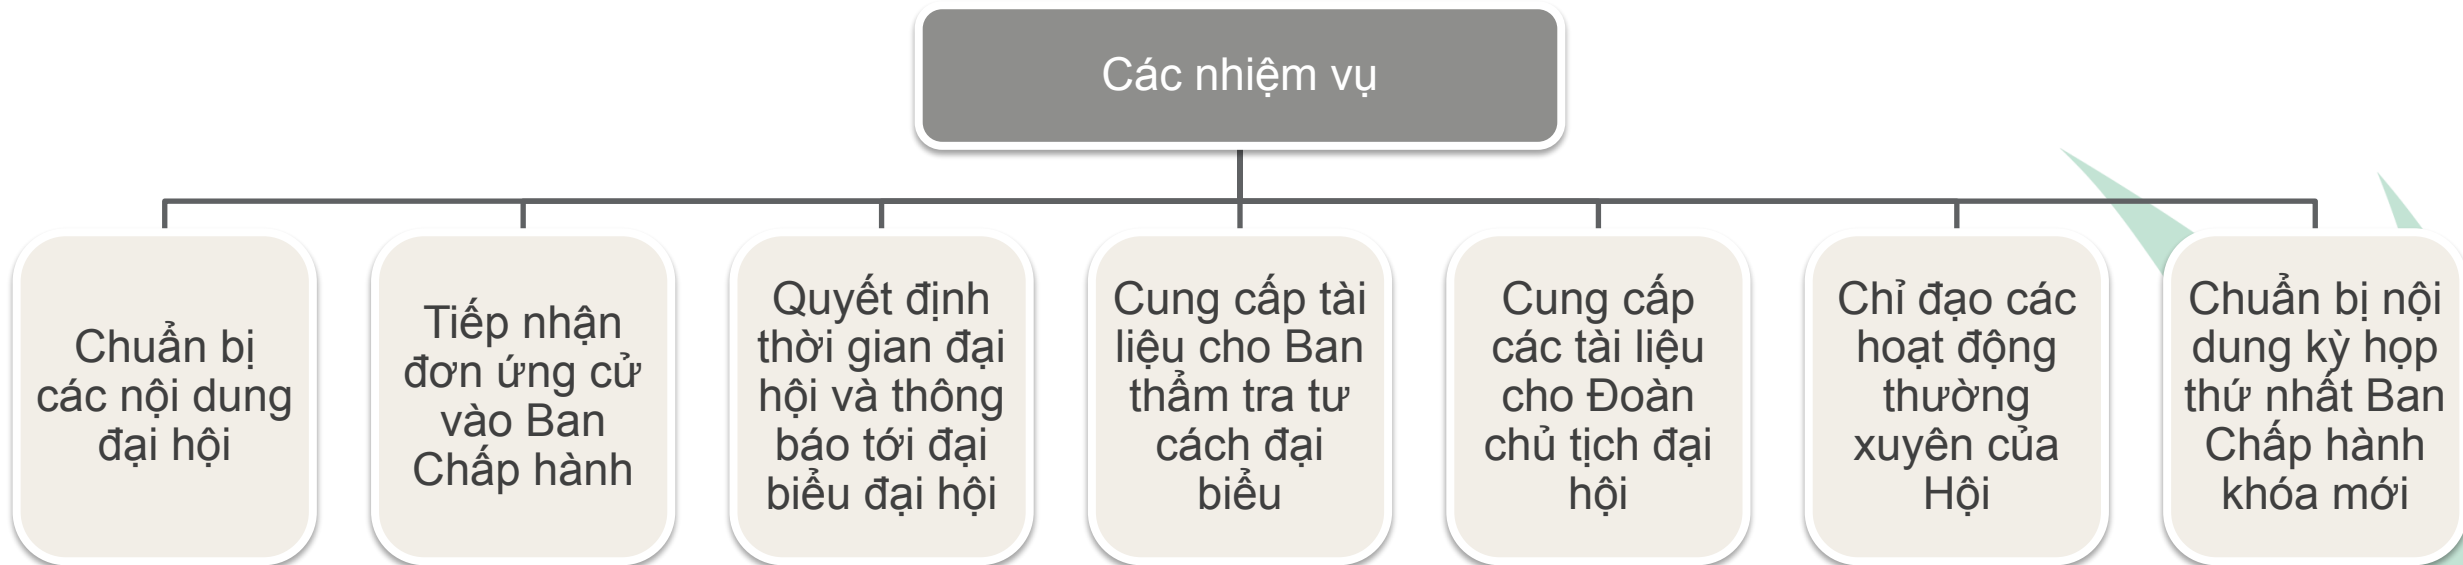 Các nhiệm vụ
Chuẩn bị
các nội dung
đại hội
Tiếp nhận
đơn ứng cử
vào Ban
Chấp hành
Quyết định
thời gian đại
hội và thông
báo tới đại
biểu đại hội
Cung cấp tài
liệu cho Ban
thẩm tra tư
cách đại
biểu
Cung cấp
các tài liệu
cho Đoàn
chủ tịch đại
hội
Chỉ đạo các
hoạt động
thường
xuyên của
Hội
Chuẩn bị nội
dung kỳ họp
thứ nhất Ban
Chấp hành
khóa mới